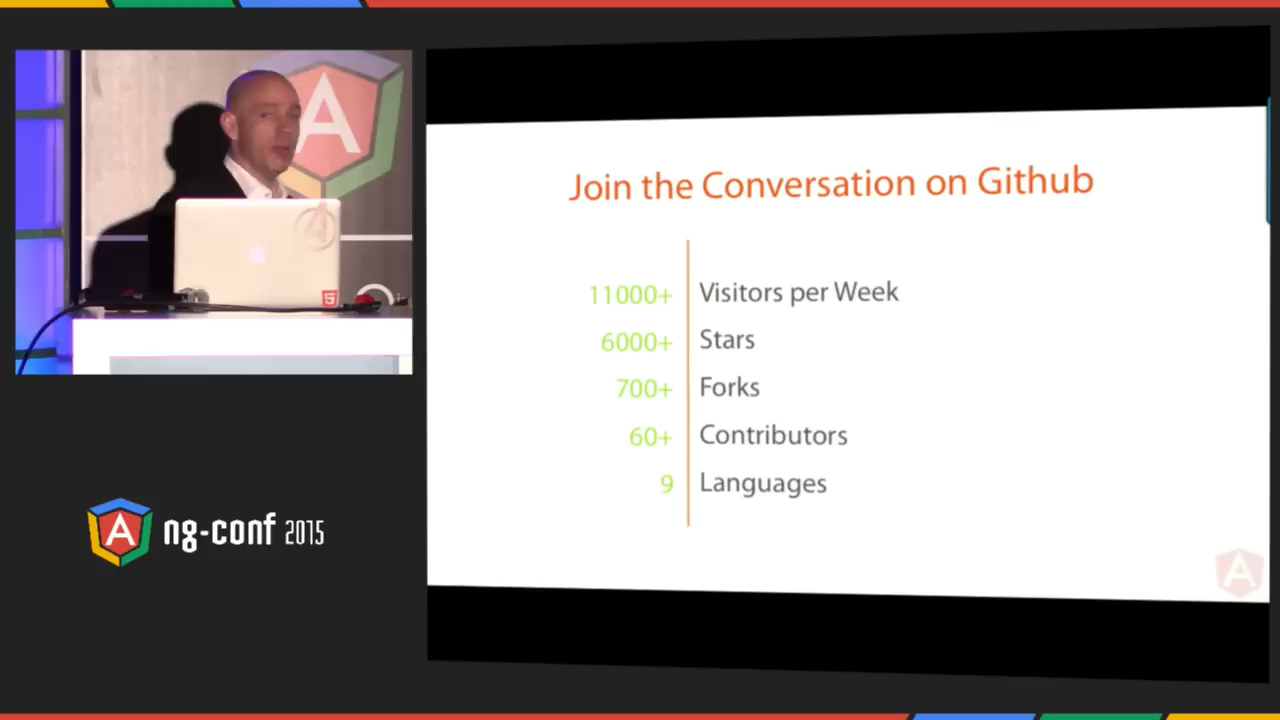 A
Join the Conversation on Github
11000+ Visitors per Week
6000+ Stars
700+ Forks
60+ Contributors
9 Languages
A
A ng-conf 2015
5